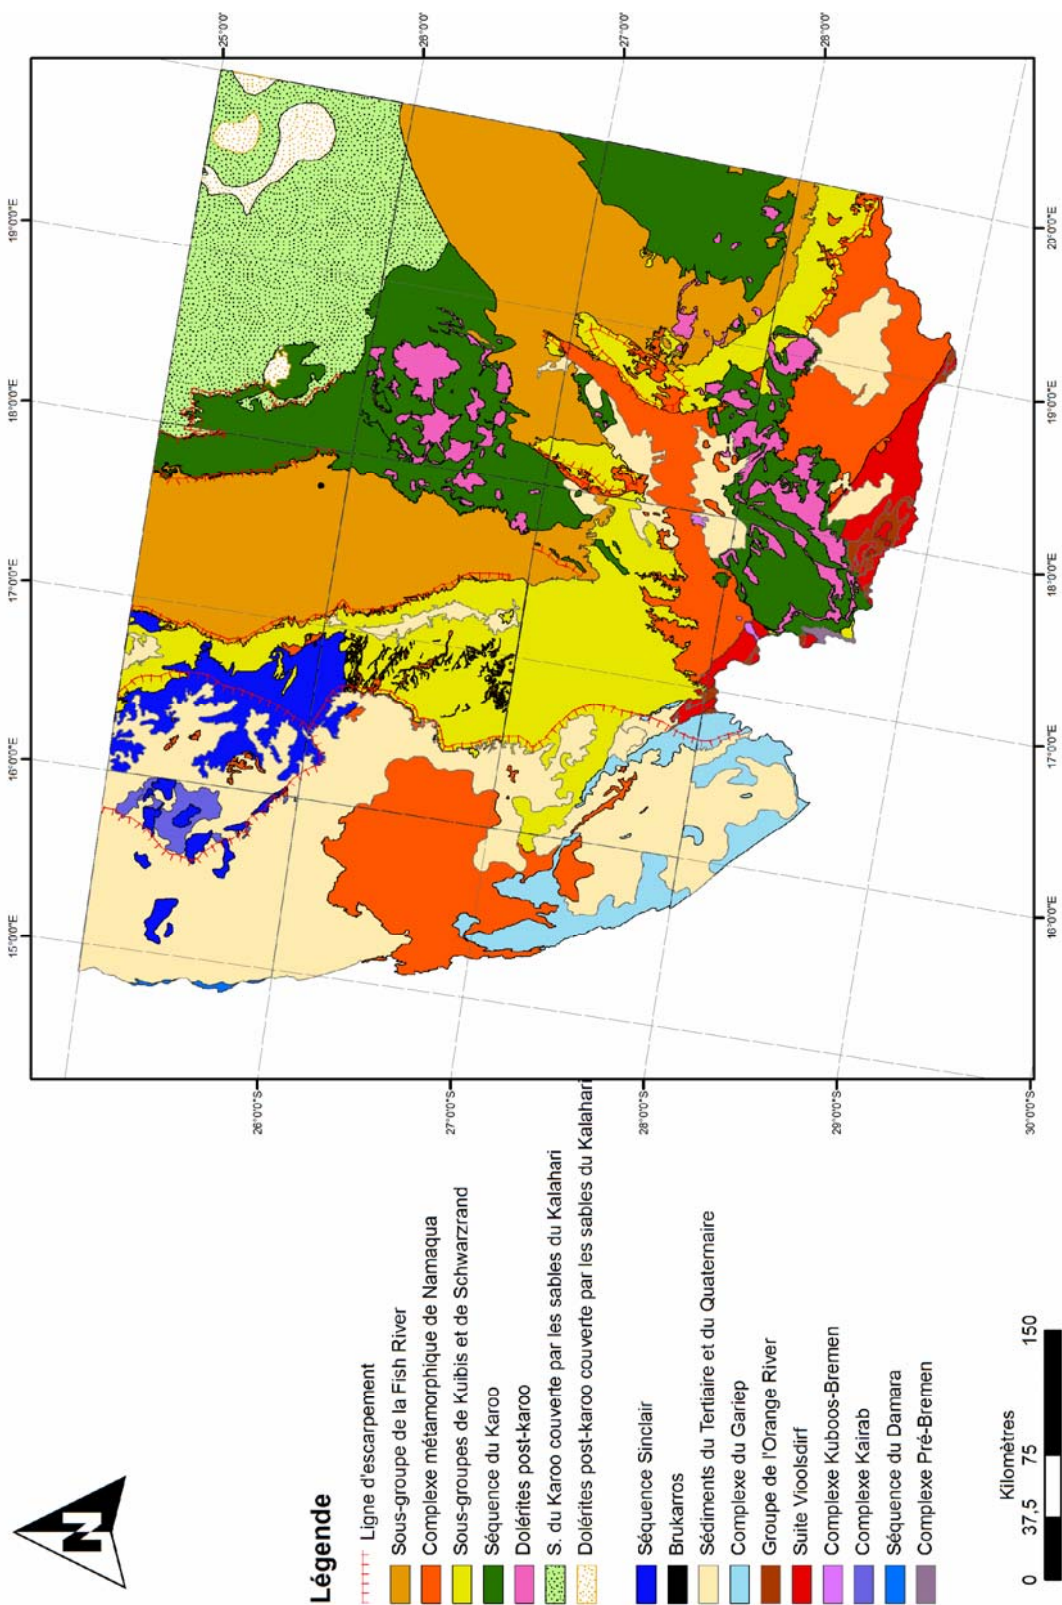 N
Légende
Ligne d'escarpement
Sous-groupe de la Fish River
Complexe métamorphique de Namaqua
Sous-groupes de Kuibis et de Schwarzrand
Séquence du Karoo
Dolérites post-karoo
S. du Karoo couverte par les sables du Kalahari
Dolérites post-karoo couverte par les sables du Kalahari
Séquence Sinclair
Brukarros
Sédiments du Tertiaire et du Quaternaire
Complexe du Gariep
Groupe de l'Orange River
Suite Vioolsdirf
Complexe Kuboos-Bremen
Complexe Kairab
Séquence du Damara
Complexe Pré-Bremen
Kilomètres
0 37,5 75 150
15°0'0"E 16°0'0"E 17°0'0"E 18°0'0"E 19°0'0"E
26°0'0"S
27°0'0"S
28°0'0"S
29°0'0"S
30°0'0"S
25°0'0"S
26°0'0"S
27°0'0"S
28°0'0"S
16°0'0"E 17°0'0"E 18°0'0"E 19°0'0"E 20°0'0"E